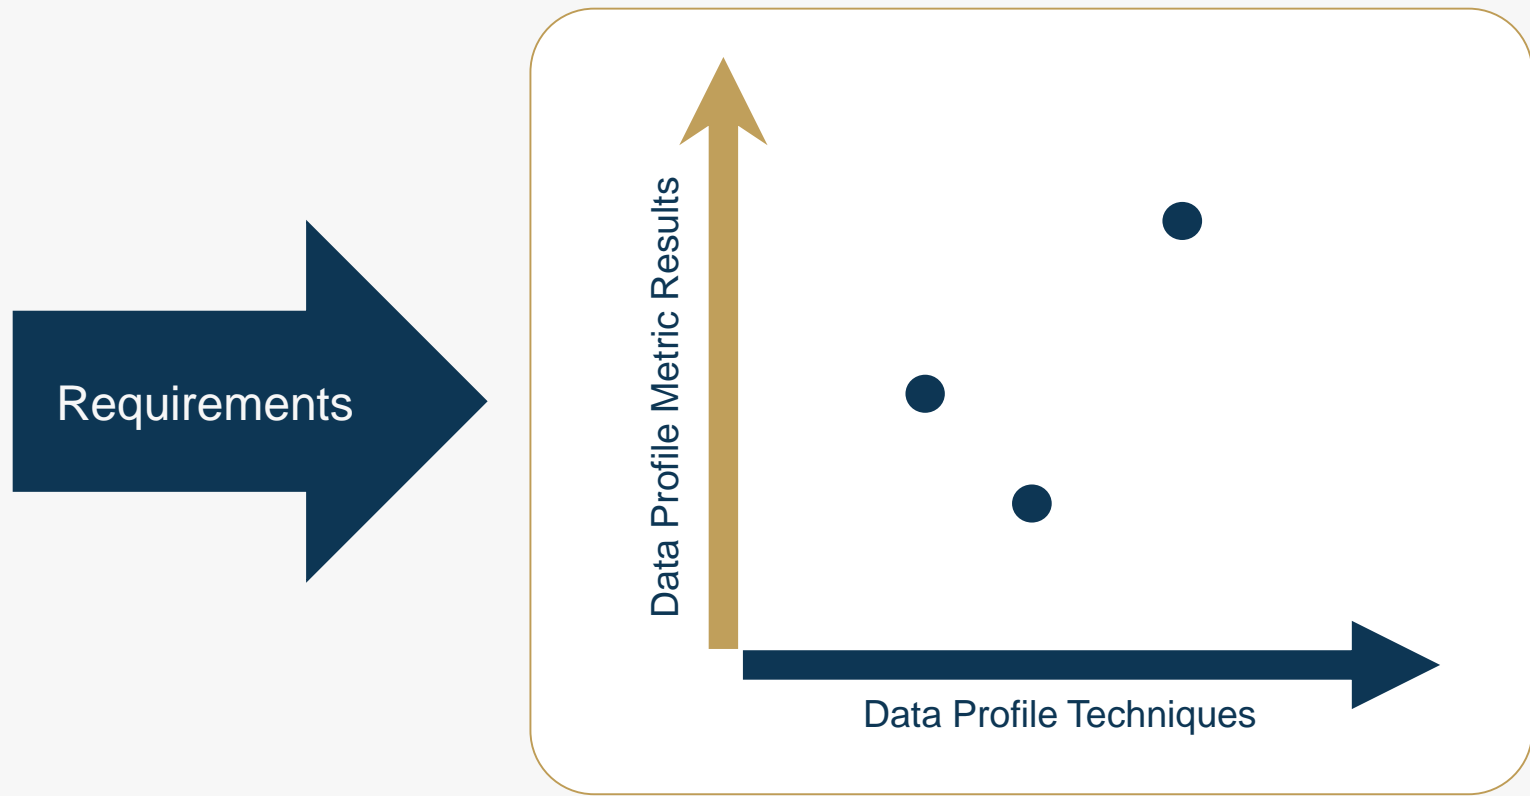 Requirements
Data Profile Metric Results
Data Profile Techniques